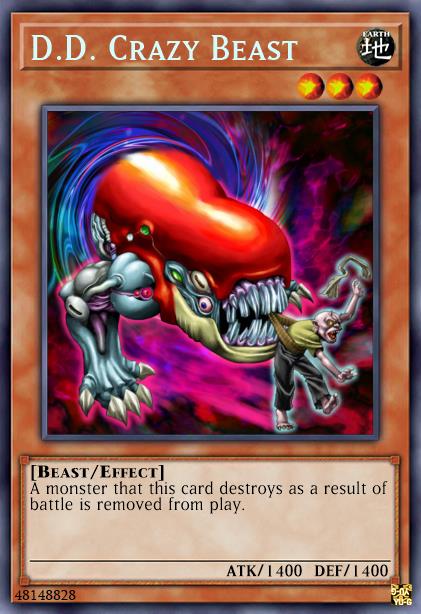 D.D. Crazy Beast
EARTH
地
[Beast/Effect]
A monster that this card destroys as a result of
battle is removed from play.
ATK/1400 DEF/1400
48148828